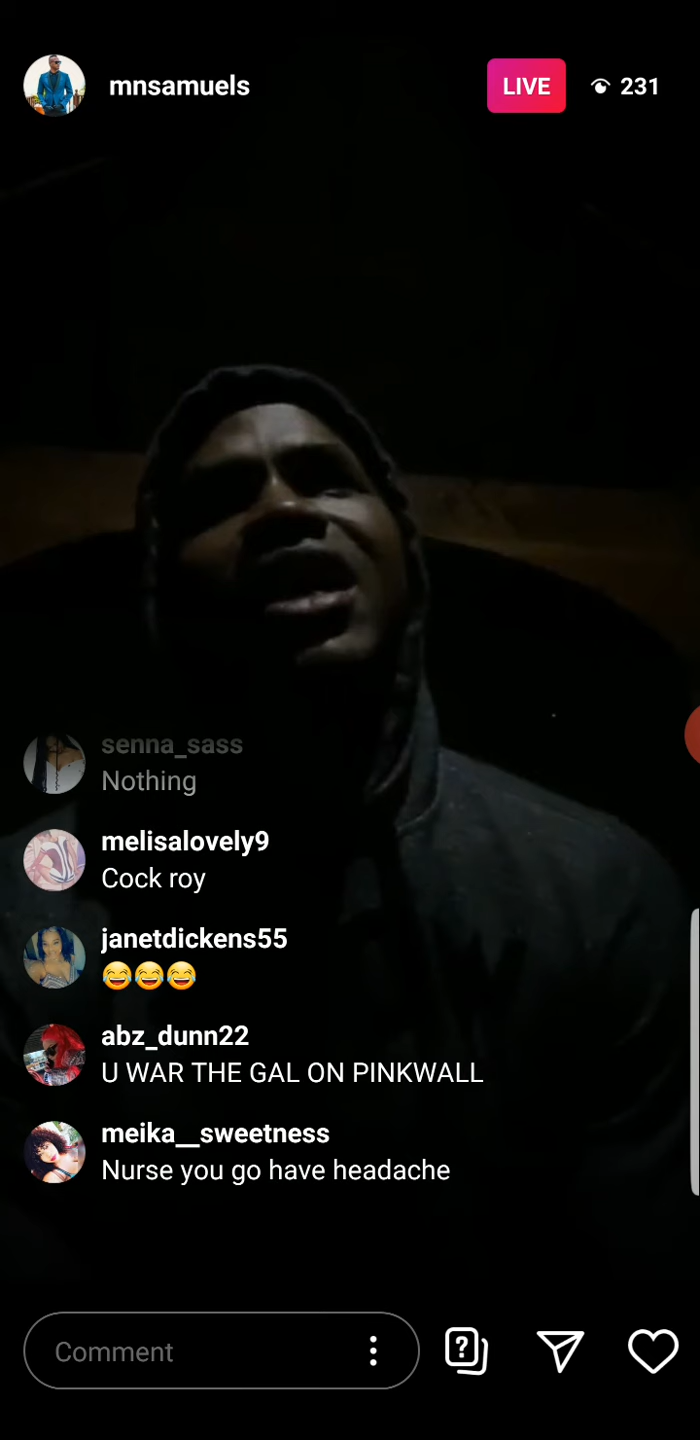 mnsamuels
LIVE
231
senna_sass
Nothing
melisalovely9
Cock roy
janetdickens55
😂😂😂
abz_dunn22
U WAR THE GAL ON PINKWALL
meika__sweetness
Nurse you go have headache
Comment
?